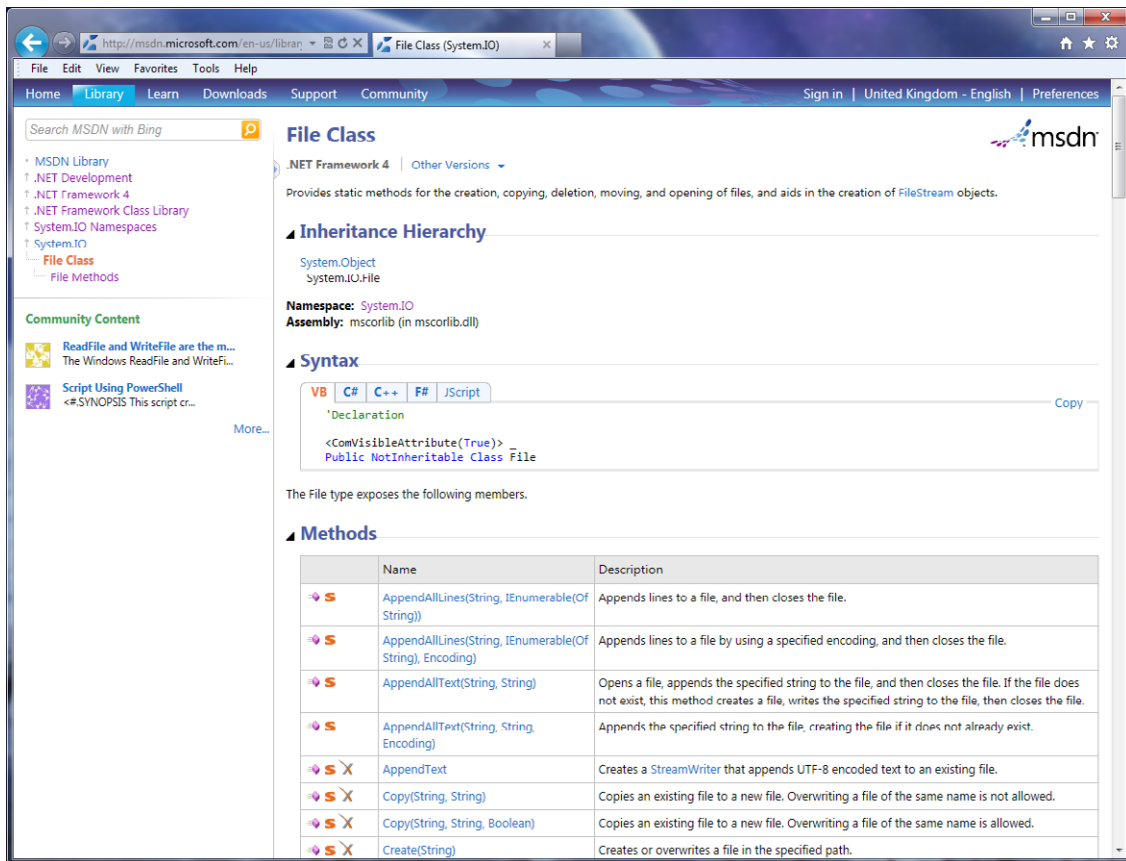 http://msdn.microsoft.com/en-us/librar
File Class (System.IO)
File Edit View Favorites Tools Help
Home Library Learn Downloads Support Community Sign in | United Kingdom - English | Preferences
Search MSDN with Bing
MSDN Library
.NET Development
.NET Framework 4
.NET Framework Class Library
System.IO Namespaces
System.IO
File Class
File Methods
Community Content
ReadFile and WriteFile are the m...
The Windows ReadFile and WriteFi...
Script Using PowerShell
<#.SYNOPSIS This script cr...
More...
File Class
msdn
.NET Framework 4 | Other Versions
Provides static methods for the creation, copying, deletion, moving, and opening of files, and aids in the creation of FileStream objects.
Inheritance Hierarchy
System.Object
System.IO.File
Namespace: System.IO
Assembly: mscorlib (in mscorlib.dll)
Syntax
VB C# C++ F# JScript
Copy
'Declaration
<ComVisibleAttribute(True)> _
Public NotInheritable Class File
The File type exposes the following members.
Methods
Name Description
S AppendAllLines(String, IEnumerable(Of Appends lines to a file, and then closes the file.
String))
S AppendAllLines(String, IEnumerable(Of Appends lines to a file by using a specified encoding, and then closes the file.
String), Encoding)
S AppendAllText(String, String) Opens a file, appends the specified string to the file, and then closes the file. If the file does
not exist, this method creates a file, writes the specified string to the file, then closes the file.
S AppendAllText(String, String, Appends the specified string to the file, creating the file if it does not already exist.
Encoding)
S AppendText Creates a StreamWriter that appends UTF-8 encoded text to an existing file.
S Copy(String, String) Copies an existing file to a new file. Overwriting a file of the same name is not allowed.
S Copy(String, String, Boolean) Copies an existing file to a new file. Overwriting a file of the same name is allowed.
S Create(String) Creates or overwrites a file in the specified path.